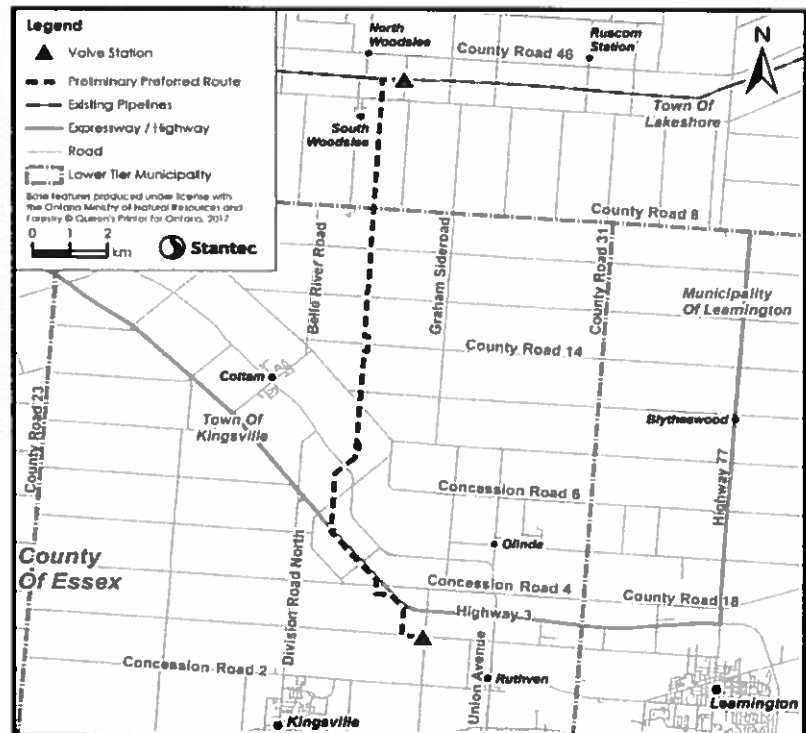 Legend
Valve Station
Preliminary Preferred Route
Existing Pipelines
Expressway / Highway
Road
Lower Tier Municipality
Base features produced under license with
the Ontario Ministry of Natural Resources and
Forestry © Queen's Printer for Ontario, 2017
0 1 2
km
Stantec
North
Woodslee
County Road 46
Ruscom
Station
N
South
Woodslee
Town Of
Lakeshore
County Road 8
Belle River Road
Graham Sideroad
County Road 31
Municipality
Of Leamington
County Road 14
Cottam
Town Of
Kingsville
County Road 23
Blytheswood
Highway 77
Concession Road 6
Olinda
County
Of Essex
Division Road North
Concession Road 4
County Road 18
Highway 3
Concession Road 2
Union Avenue
Ruthven
Leamington
Kingsville